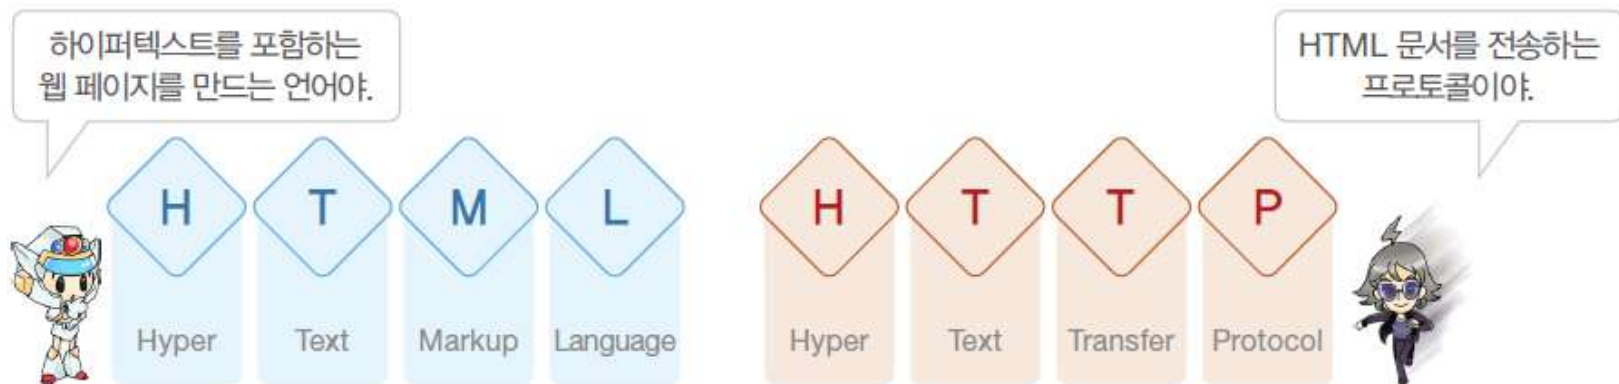 하이퍼텍스트를 포함하는
웹 페이지를 만드는 언어야.
HTML 문서를 전송하는
프로토콜이야.
H T M L
Hyper Text Markup Language
H T T P
Hyper Text Transfer Protocol